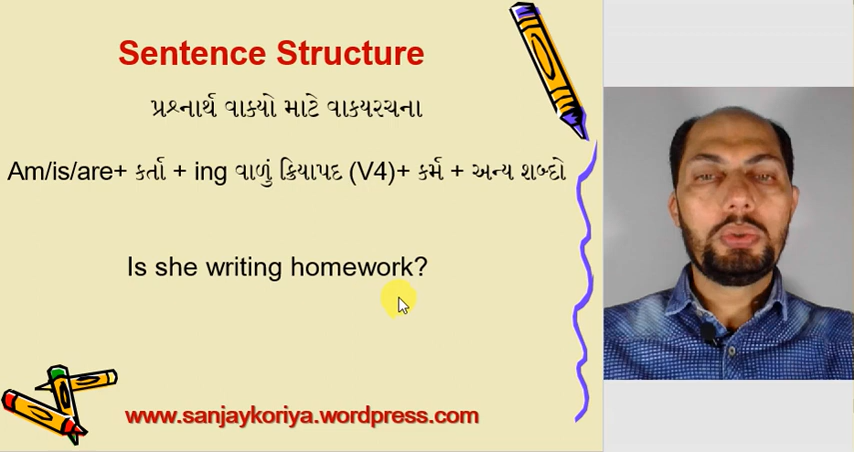 Sentence Structure
પ્રશ્નાર્થ વાક્યો માટે વાક્યરચના
Am/is/are+ કર્તા + ing વાળું ક્રિયાપદ (V4)+ કર્મ + અન્ય શબ્દો
Is she writing homework?
www.sanjaykoriya.wordpress.com